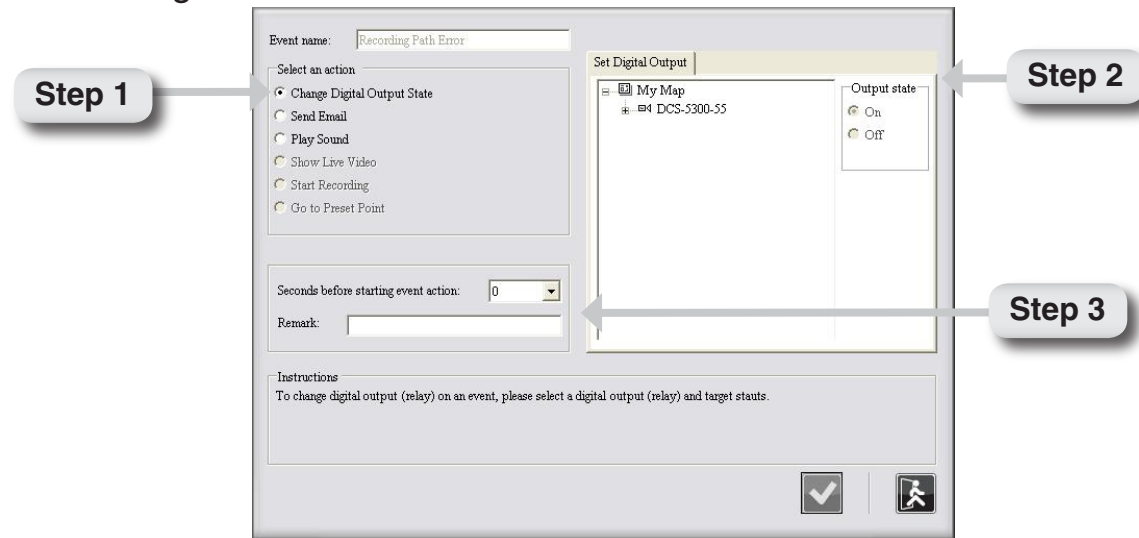 Event name: Recording Path Error
Select an action
Change Digital Output State
Send Email
Play Sound
Show Live Video
Start Recording
Go to Preset Point
Set Digital Output
My Map
DCS-5300-55
Output state
On
Off
Seconds before starting event action: 0
Remark:
Instructions
To change digital output (relay) on an event, please select a digital output (relay) and target stauts.
Step 1
Step 2
Step 3